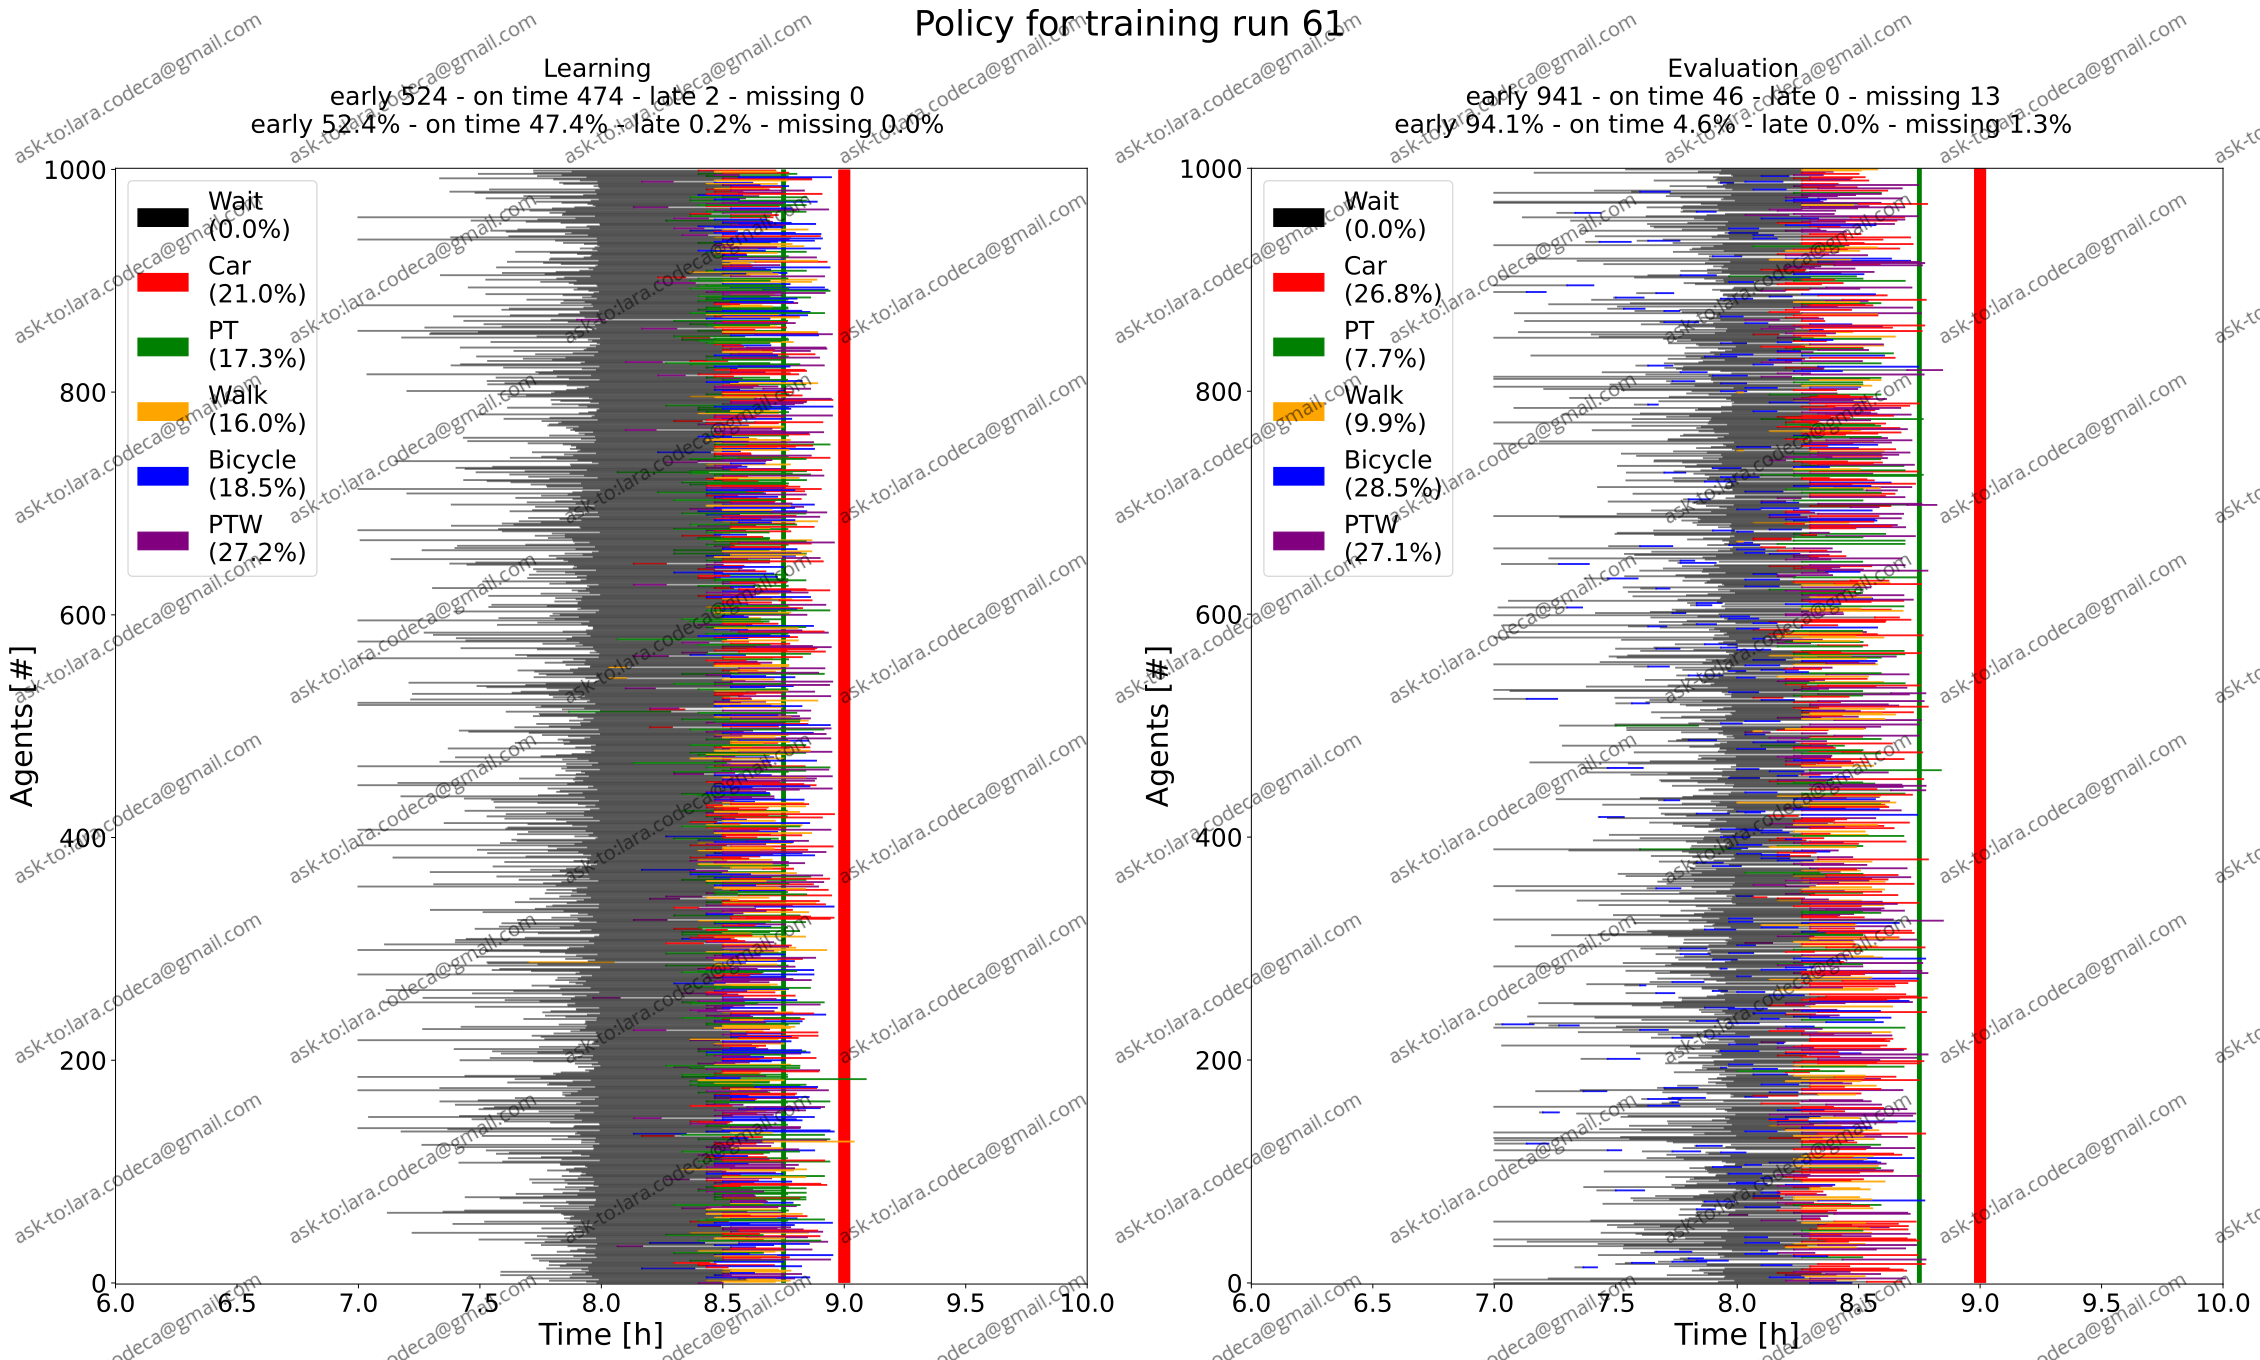 Policy for training run 61
Learning
early 524 - on time 474 - late 2 - missing 0
early 52.4% - on time 47.4% - late 0.2% - missing 0.0%
1000
800
600
400
200
0
Agents [#]
Wait
(0.0%)
Car
(21.0%)
PT
(17.3%)
Walk
(16.0%)
Bicycle
(18.5%)
PTW
(27.2%)
6.0 6.5 7.0 7.5 8.0 8.5 9.0 9.5 10.0
Time [h]
Evaluation
early 941 - on time 46 - late 0 - missing 13
early 94.1% - on time 4.6% - late 0.0% - missing 1.3%
1000
800
600
400
200
0
Agents [#]
Wait
(0.0%)
Car
(26.8%)
PT
(7.7%)
Walk
(9.9%)
Bicycle
(28.5%)
PTW
(27.1%)
6.0 6.5 7.0 7.5 8.0 8.5 9.0 9.5 10.0
Time [h]
ask-to:lara.codeca@gmail.com